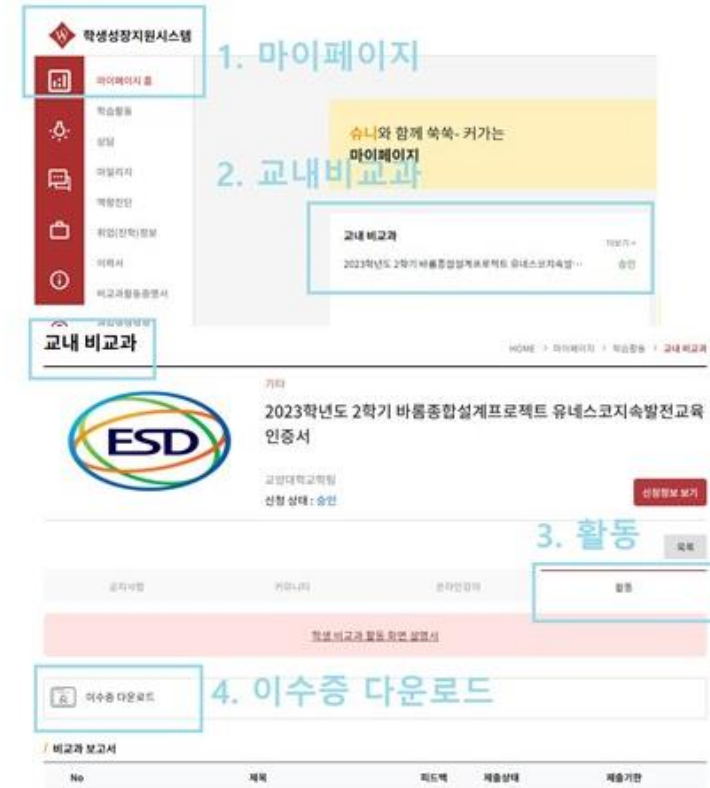 학생성장지원시스템
1. 마이페이지
마이페이지 홈
학습활동
상담
마일리지
역량진단
취업(진학)정보
이력서
비교과활동증명서
슈니와 함께 쑥쑥- 커가는
마이페이지
2. 교내비교과
교내 비교과
더보기+
2023학년도 2학기 바롬종합설계프로젝트 유네스코지속발…
승인
교내 비교과
HOME > 마이페이지 > 학습활동 > 교내 비교과
ESD
기타
2023학년도 2학기 바롬종합설계프로젝트 유네스코지속발전교육
인증서
교양대학교학팀
신청 상태 : 승인
신청정보 보기
3. 활동
목록
공지사항
커뮤니티
온라인강의
활동
학생 비교과 활동 화면 설명서
이수증 다운로드
4. 이수증 다운로드
/ 비교과 보고서
No
제목
피드백
제출상태
제출기한